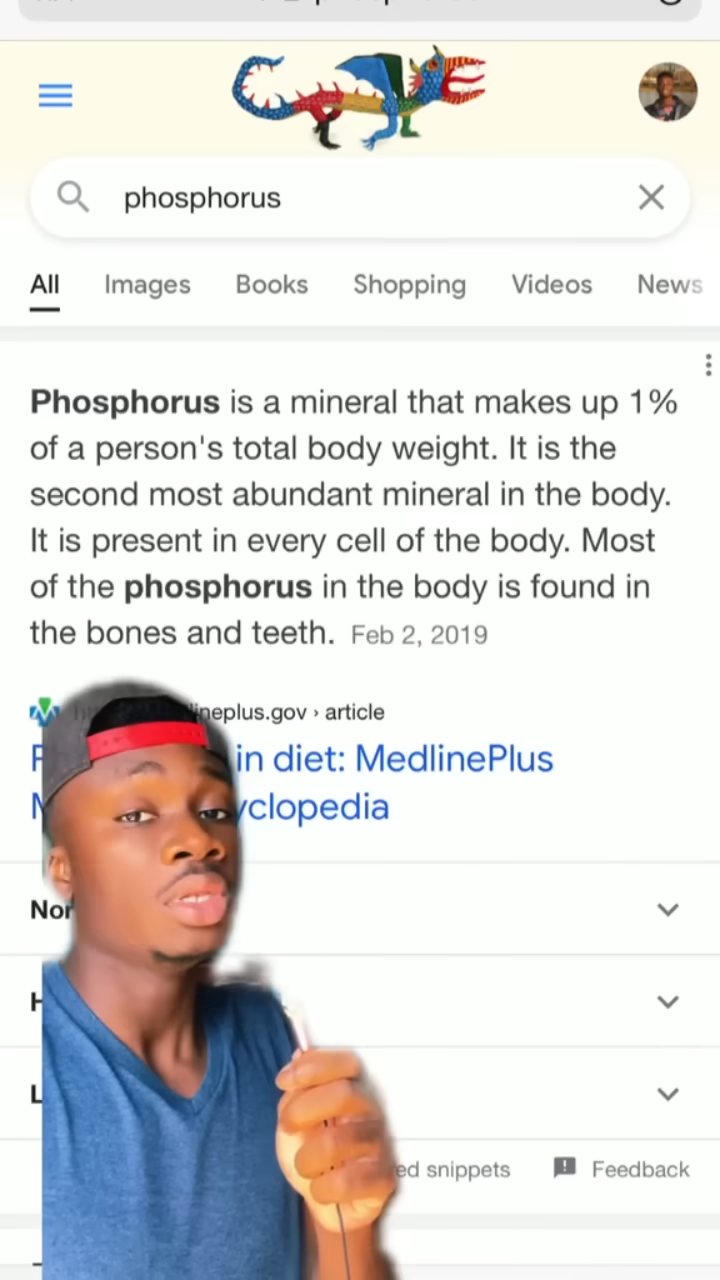 phosphorus
All Images Books Shopping Videos News
Phosphorus is a mineral that makes up 1%
of a person's total body weight. It is the
second most abundant mineral in the body.
It is present in every cell of the body. Most
of the phosphorus in the body is found in
the bones and teeth. Feb 2, 2019
ineplus.gov › article
in diet: MedlinePlus
yclopedia
Nor
H
L
ed snippets Feedback